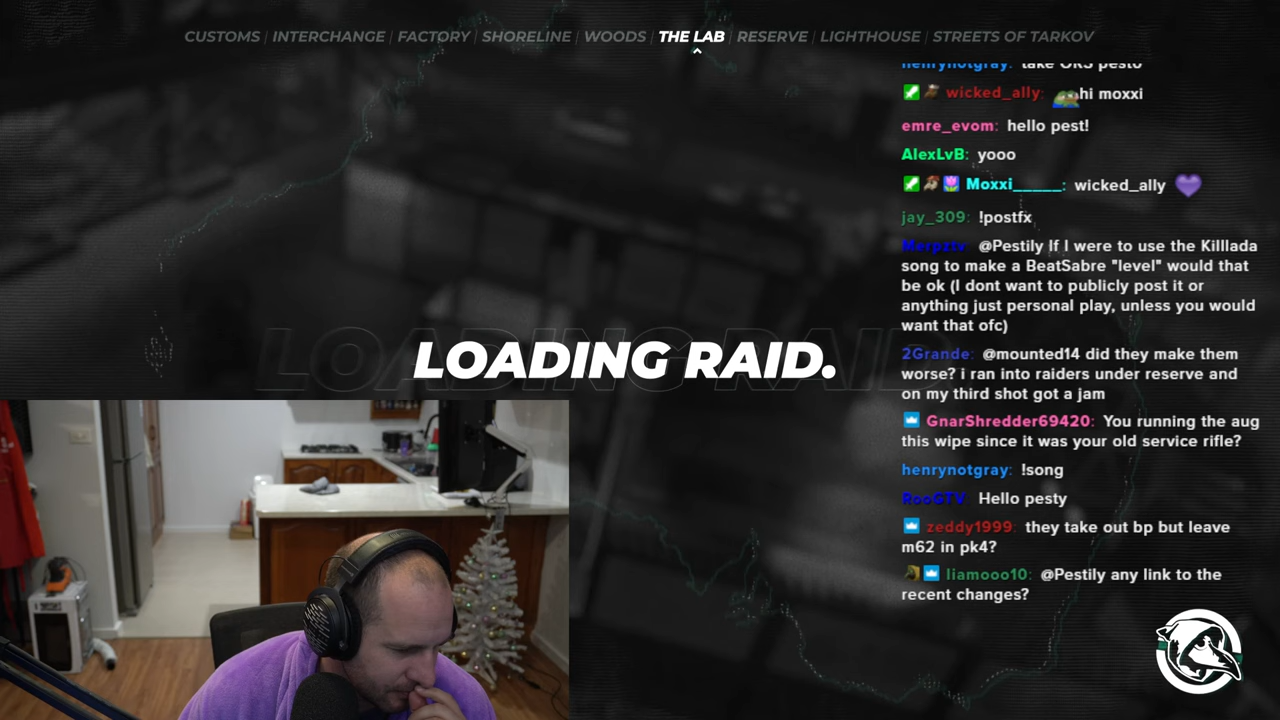 CUSTOMS | INTERCHANGE | FACTORY | SHORELINE | WOODS | THE LAB | RESERVE | LIGHTHOUSE | STREETS OF TARKOV
henrynotgray: take OKS pesto
wicked_ally: hi moxxi
emre_evom: hello pest!
AlexLvB: yooo
Moxxi_____: wicked_ally
jay_309: !postfx
Merpztv: @Pestily If I were to use the Killlada
song to make a BeatSabre "level" would that
be ok (I dont want to publicly post it or
anything just personal play, unless you would
want that ofc)
2Grande: @mounted14 did they make them
worse? i ran into raiders under reserve and
on my third shot got a jam
GnarShredder69420: You running the aug
this wipe since it was your old service rifle?
henrynotgray: !song
RooGTV: Hello pesty
zeddy1999: they take out bp but leave
m62 in pk4?
liamooo10: @Pestily any link to the
recent changes?
LOADING RAID
LOADING RAID.